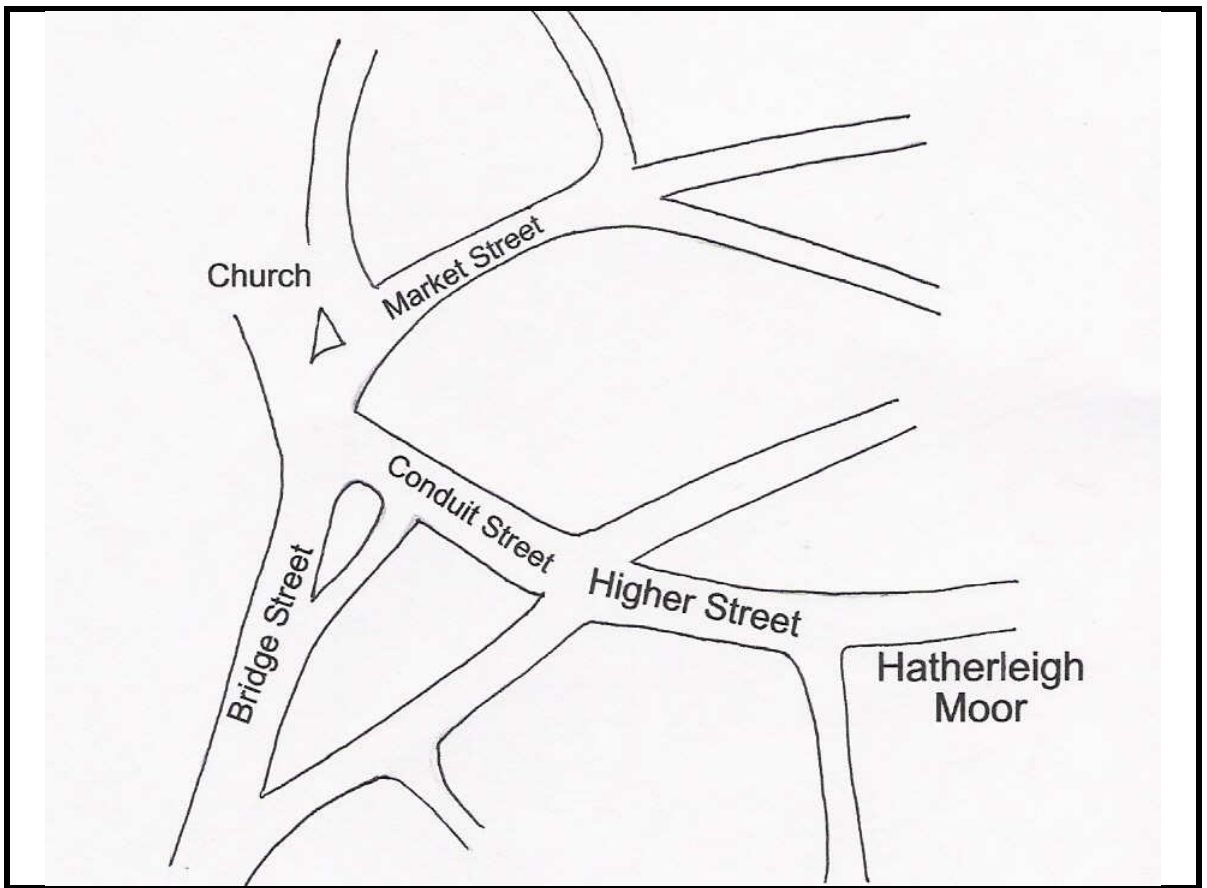 Church
Market Street
Conduit Street
Bridge Street
Higher Street
Hatherleigh
Moor